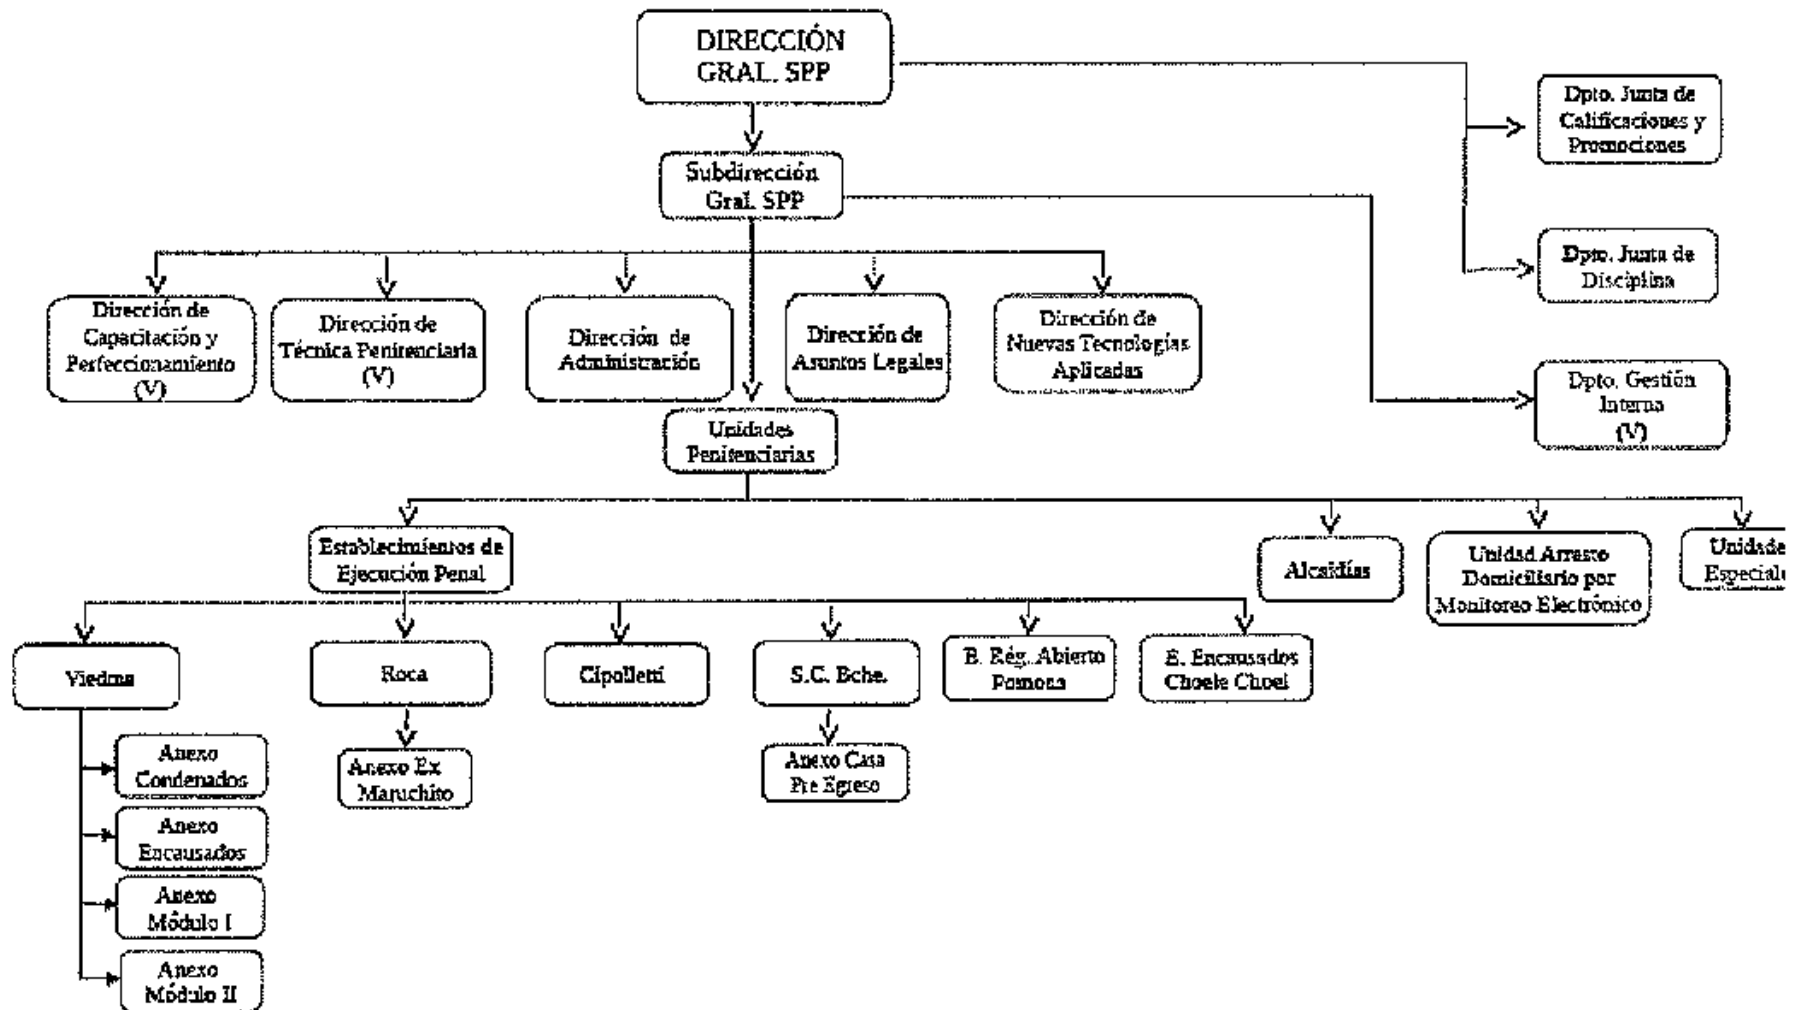 DIRECCIÓN
GRAL. SPP
Dpto. Junta de
Calificaciones y
Promociones
Subdirección
Gral. SPP
Dpto. Junta de
Disciplina
Dirección de
Capacitación y
Perfeccionamiento
(V)
Dirección de
Técnica Penitenciaria
(V)
Dirección de
Administración
Dirección de
Asuntos Legales
Dirección de
Nuevas Tecnologías
Aplicadas
Dpto. Gestión
Interna
(V)
Unidades
Penitenciarias
Establecimientos de
Ejecución Penal
Alcaidías
Unidad Arresto
Domiciliario por
Monitoreo Electrónico
Unidade
Especiale
Viedma
Roca
Cipolletti
S.C. Bche.
E. Rég. Abierto
Pomona
E. Encausados
Choele Choel
Anexo
Condenados
Anexo Ex
Maruchito
Anexo Casa
Pre Egreso
Anexo
Encausados
Anexo
Módulo I
Anexo
Módulo II